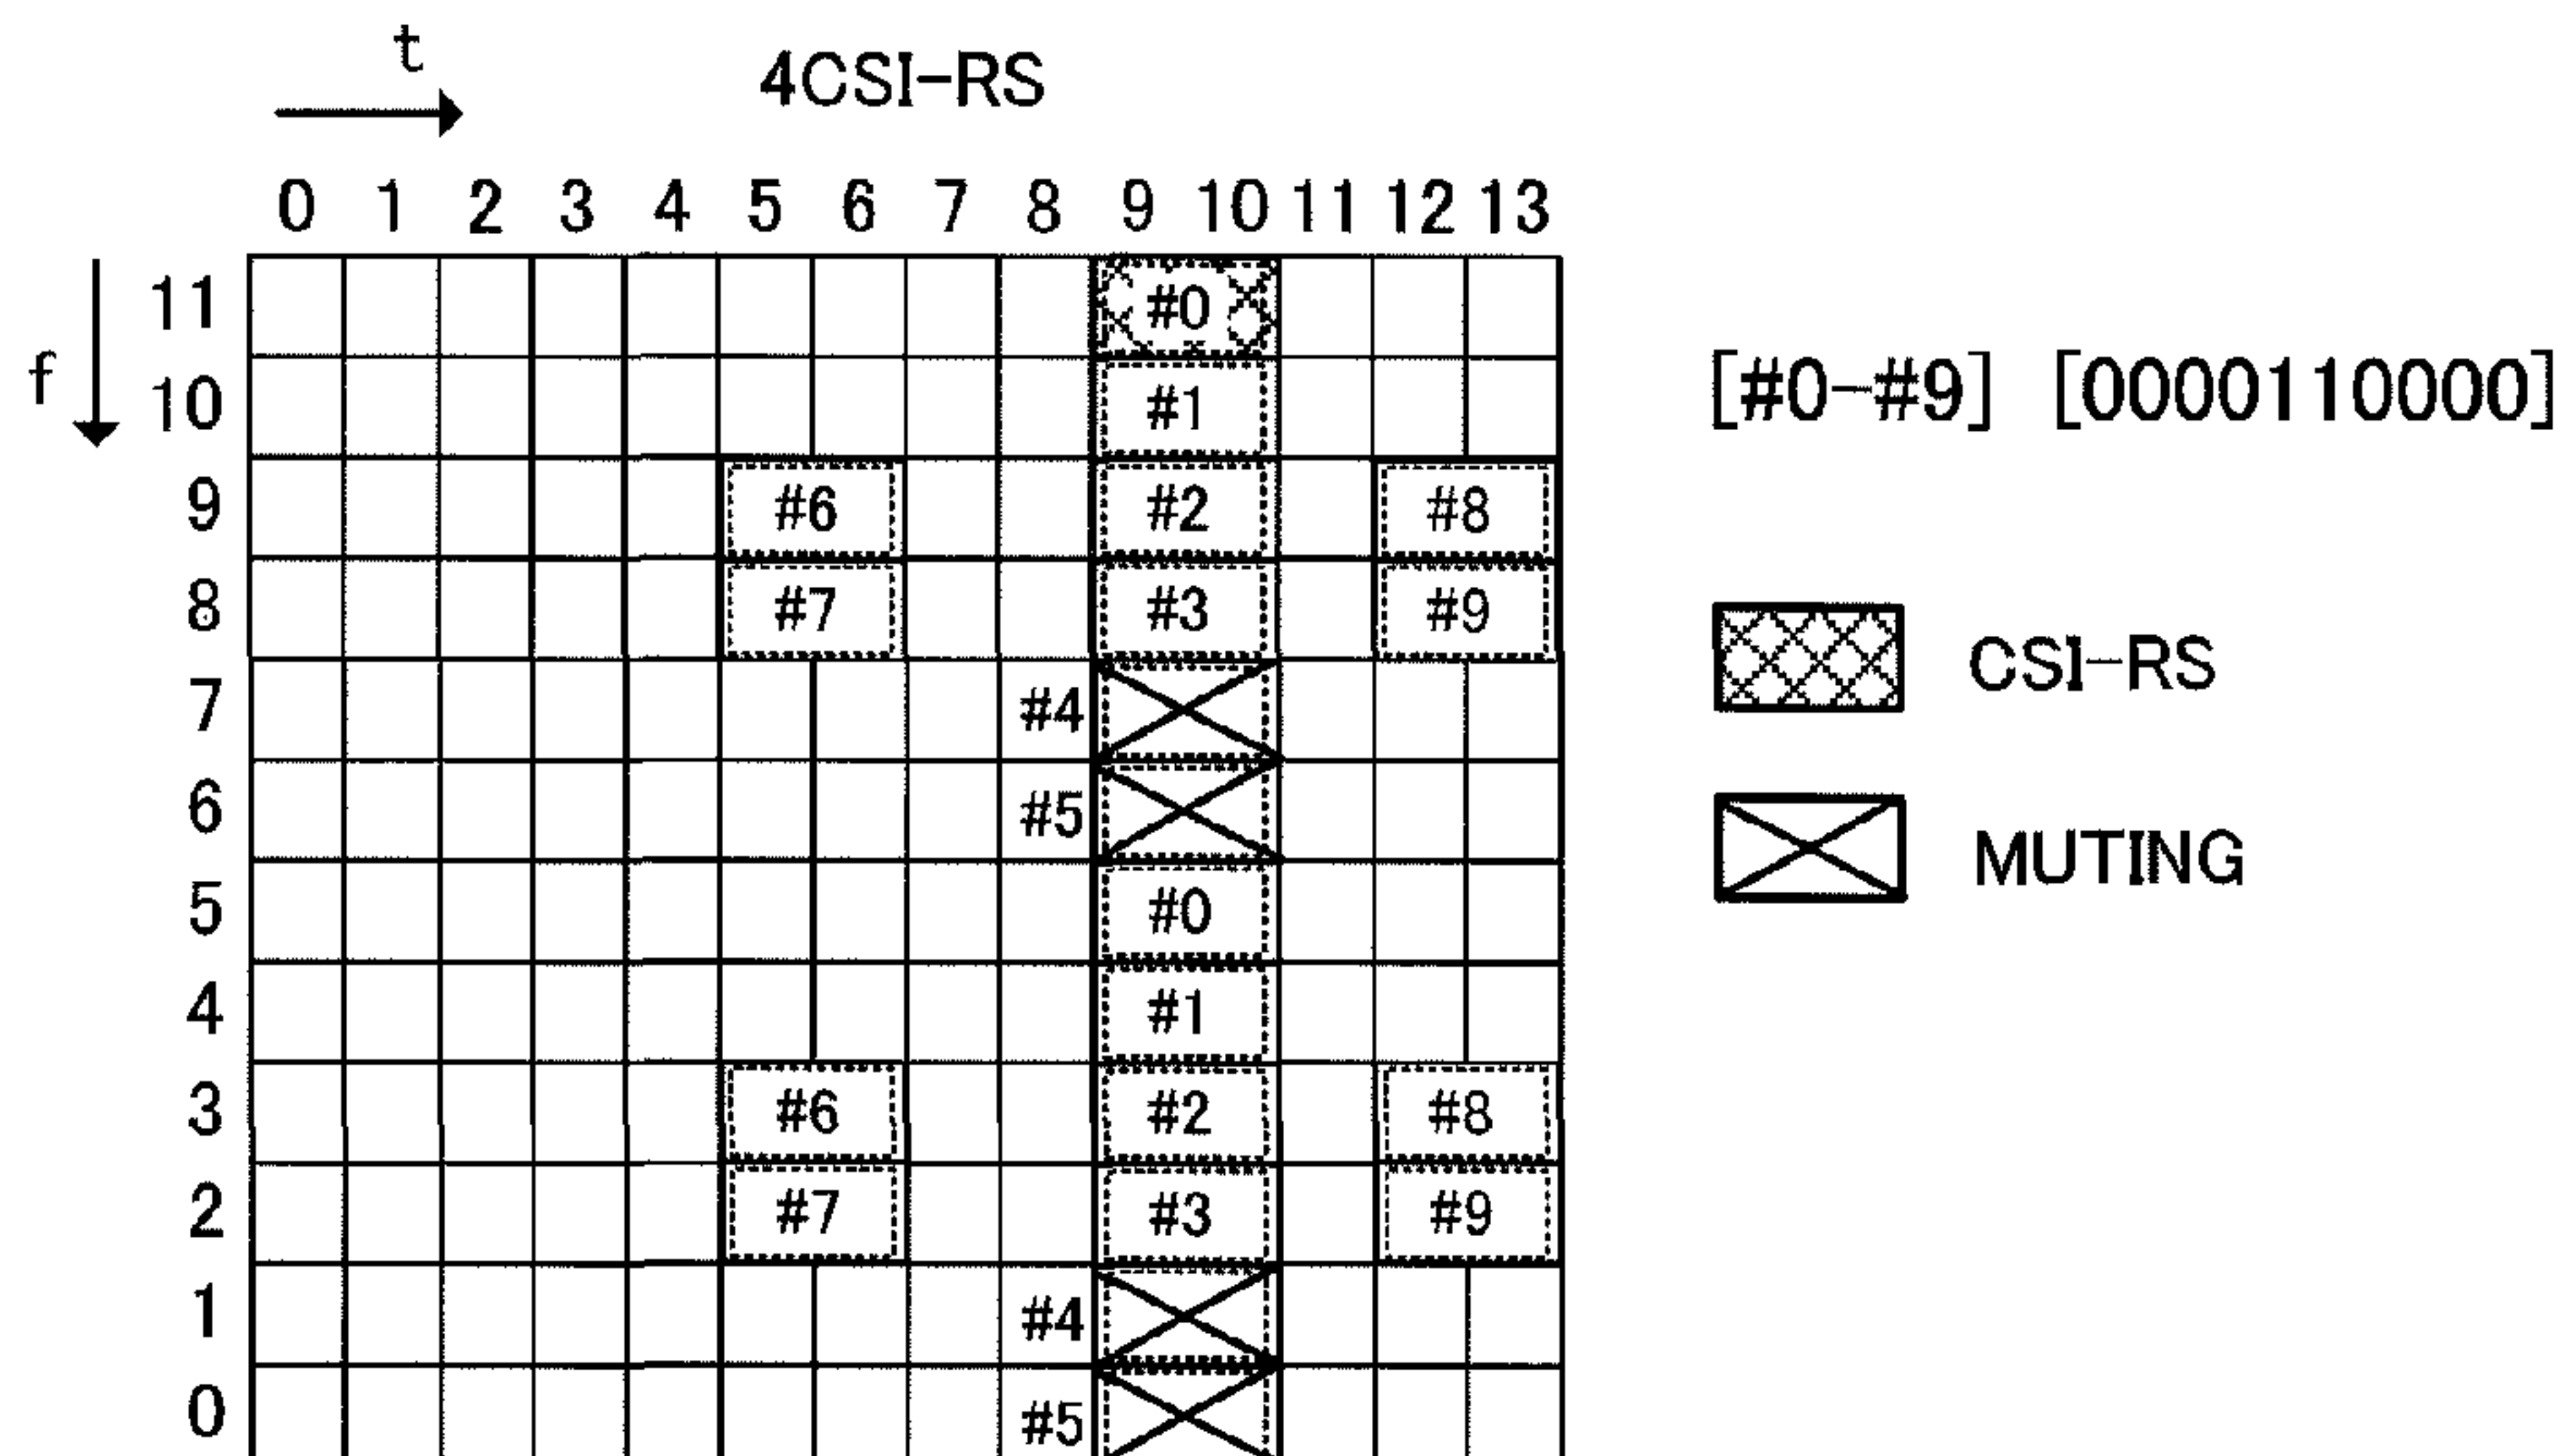 t
4CSI-RS
0 1 2 3 4 5 6 7 8 9 10 11 12 13
f
11 #0
10 #1
9 #6 #2 #8
8 #7 #3 #9
7 #4
6 #5
5 #0
4 #1
3 #6 #2 #8
2 #7 #3 #9
1 #4
0 #5
[#0-#9] [0000110000]
CSI-RS
MUTING